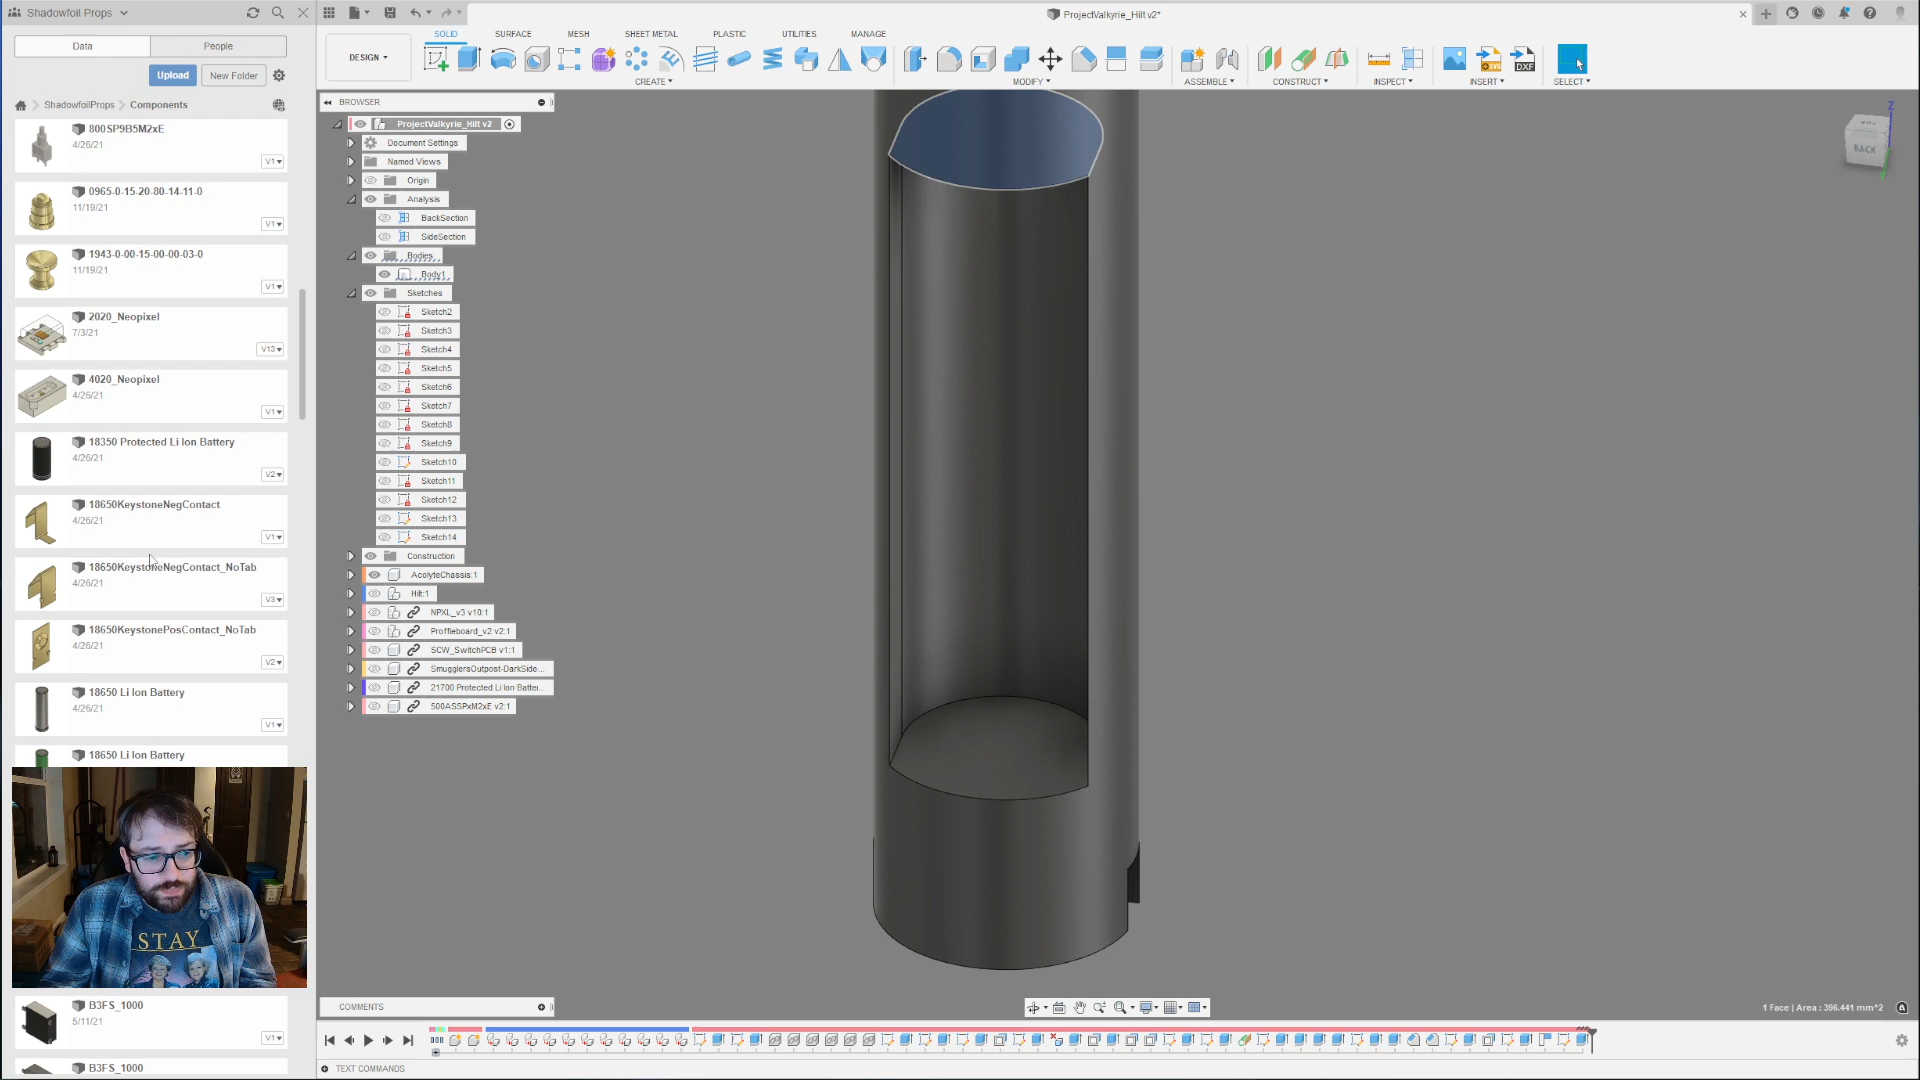 Shadowfoil Props
ProjectValkyrie_Hilt v2*
Data
People
Upload
New Folder
ShadowfoilProps
Components
800SP9B5M2xE
4/26/21
V1
0965-0-15-20-80-14-11-0
11/19/21
V1
1943-0-00-15-00-00-03-0
11/19/21
V1
2020_Neopixel
7/3/21
V13
4020_Neopixel
4/26/21
V1
18350 Protected Li Ion Battery
4/26/21
V2
18650KeystoneNegContact
4/26/21
V1
18650KeystoneNegContact_NoTab
4/26/21
V3
18650KeystonePosContact_NoTab
4/26/21
V2
18650 Li Ion Battery
4/26/21
V1
18650 Li Ion Battery
STAY
GOLD
B3FS_1000
5/11/21
V1
B3FS_1000
DESIGN
SOLID
SURFACE
MESH
SHEET METAL
PLASTIC
UTILITIES
MANAGE
CREATE
MODIFY
ASSEMBLE
CONSTRUCT
INSPECT
INSERT
SELECT
DXF
BROWSER
ProjectValkyrie_Hilt v2
Document Settings
Named Views
Origin
Analysis
BackSection
SideSection
Bodies
Body1
Sketches
Sketch2
Sketch3
Sketch4
Sketch5
Sketch6
Sketch7
Sketch8
Sketch9
Sketch10
Sketch11
Sketch12
Sketch13
Sketch14
Construction
AcolyteChassis:1
Hilt:1
NPXL_v3 v10:1
Proffieboard_v2 v2:1
SCW_SwitchPCB v1:1
SmugglersOutpost-DarkSide...
21700 Protected Li Ion Batter...
500ASSPxM2xE v2:1
Z
TOP
BACK
Y
COMMENTS
1 Face | Area : 396.441 mm^2
TEXT COMMANDS